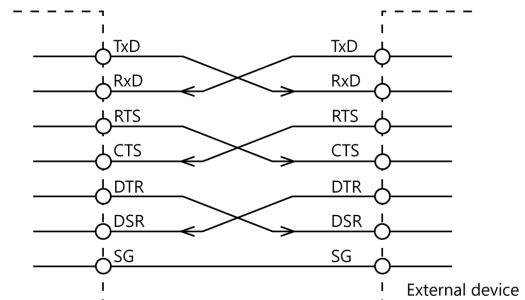 TxD TxD
RxD RxD
RTS RTS
CTS CTS
DTR DTR
DSR DSR
SG SG
External device